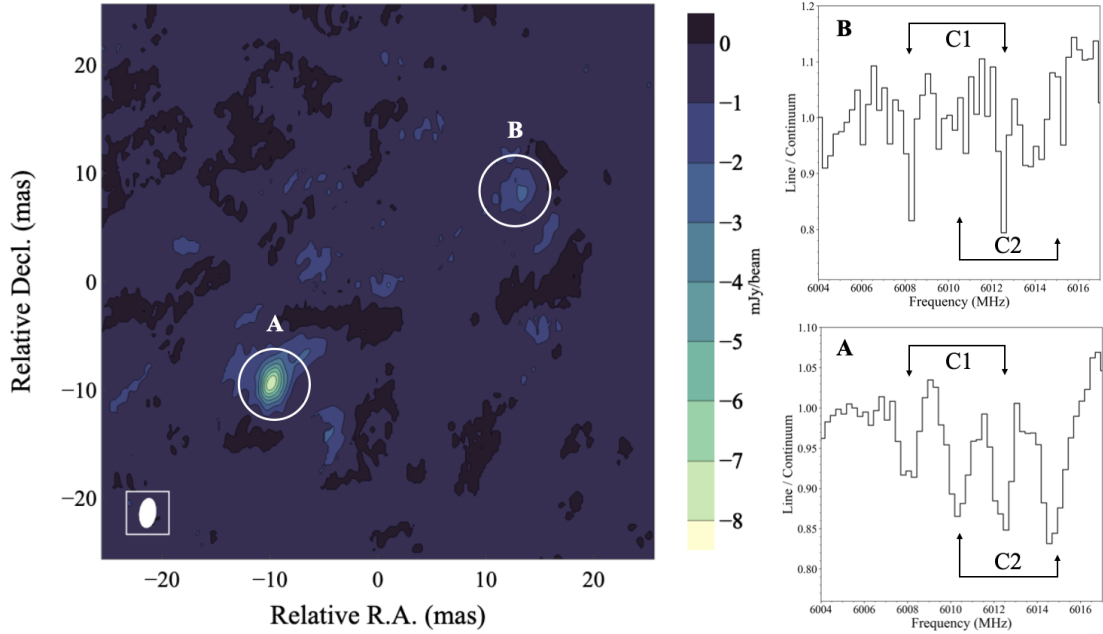 20
10
0
−10
−20
−20
−10
0
10
20
Relative Decl. (mas)
Relative R.A. (mas)
A
B
0
−1
−2
−3
−4
−5
−6
−7
−8
mJy/beam
B
C1
C2
1.2
1.1
1.0
0.9
0.8
Line / Continuum
6004 6006 6008 6010 6012 6014 6016
Frequency (MHz)
A
C1
C2
1.10
1.05
1.00
0.95
0.90
0.85
0.80
Line / Continuum
6004 6006 6008 6010 6012 6014 6016
Frequency (MHz)